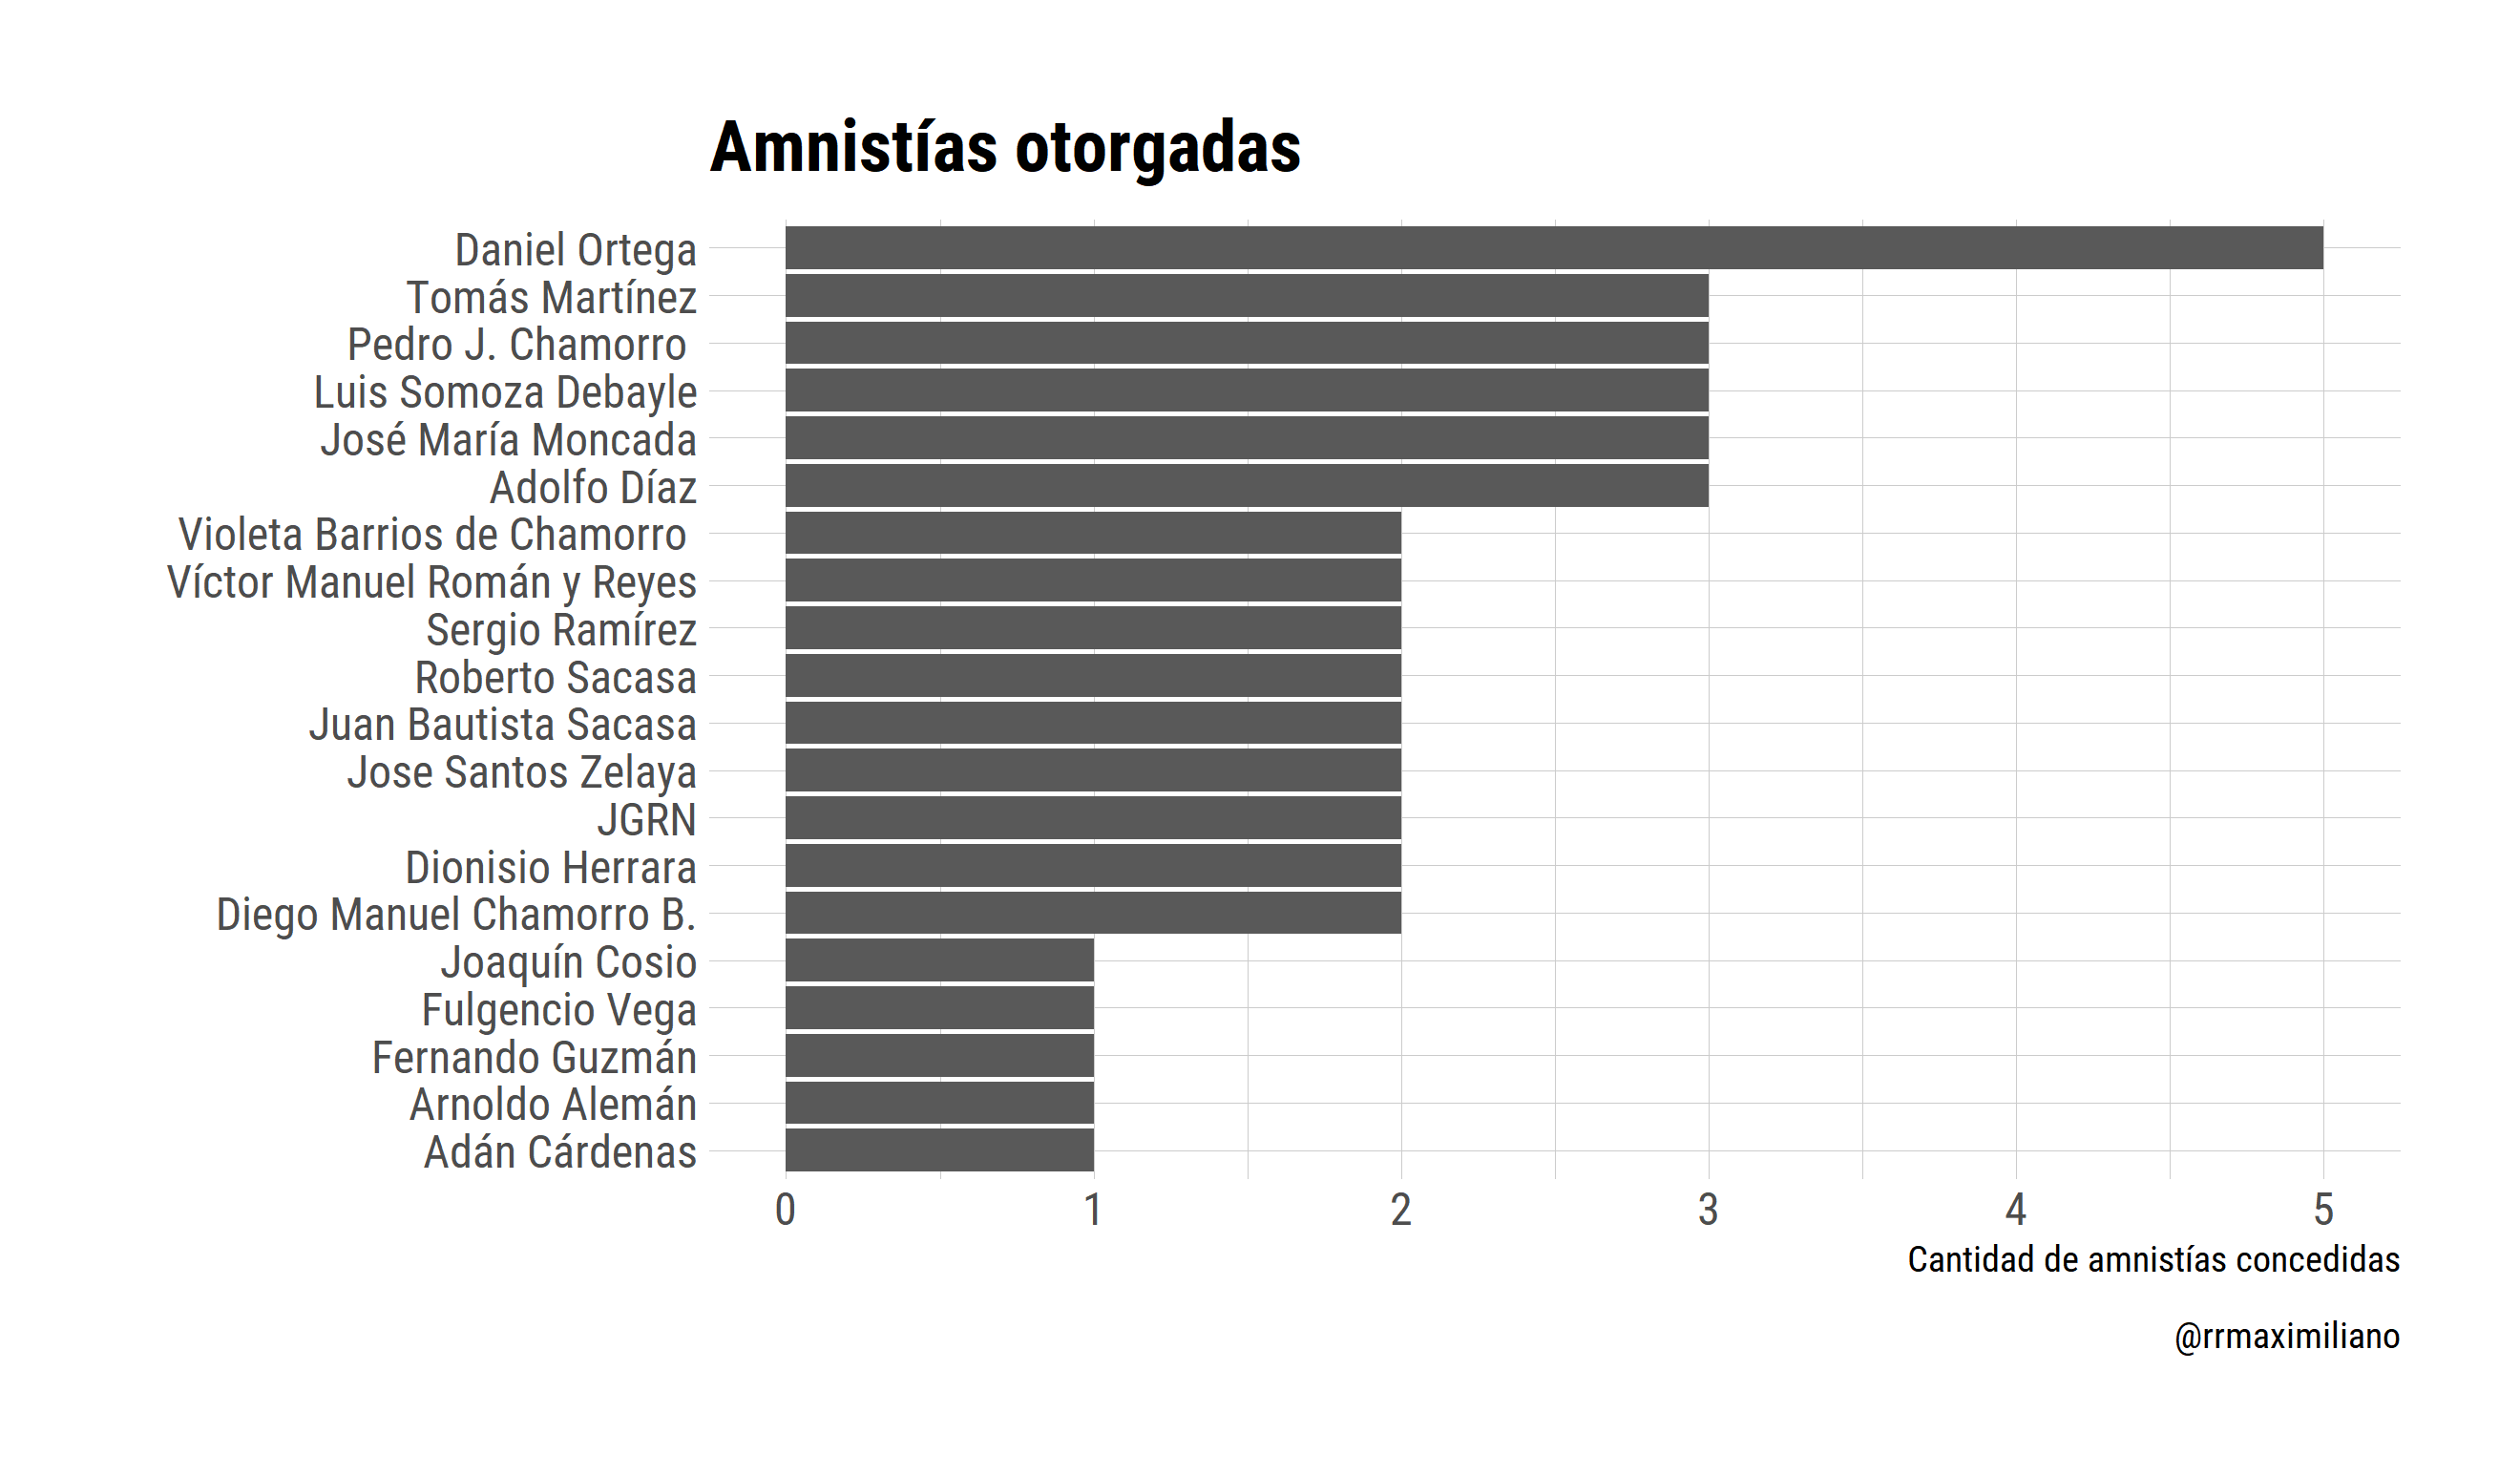 Amnistías otorgadas
Daniel Ortega
Tomás Martínez
Pedro J. Chamorro
Luis Somoza Debayle
José María Moncada
Adolfo Díaz
Violeta Barrios de Chamorro
Víctor Manuel Román y Reyes
Sergio Ramírez
Roberto Sacasa
Juan Bautista Sacasa
Jose Santos Zelaya
JGRN
Dionisio Herrara
Diego Manuel Chamorro B.
Joaquín Cosio
Fulgencio Vega
Fernando Guzmán
Arnoldo Alemán
Adán Cárdenas
0 1 2 3 4 5
Cantidad de amnistías concedidas
@rrmaximiliano